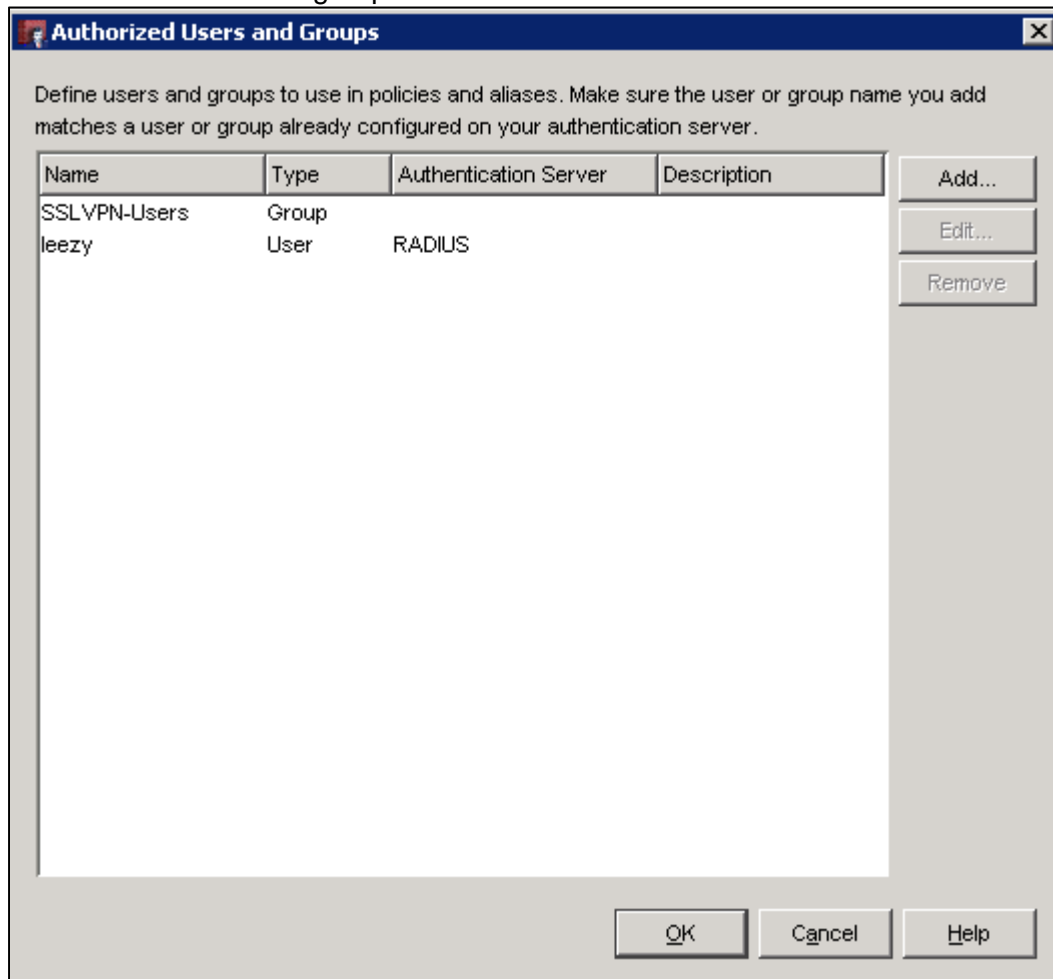 Authorized Users and Groups
Define users and groups to use in policies and aliases. Make sure the user or group name you add
matches a user or group already configured on your authentication server.
Name Type Authentication Server Description
SSLVPN-Users Group
leezy User RADIUS
Add...
Edit...
Remove
OK Cancel Help